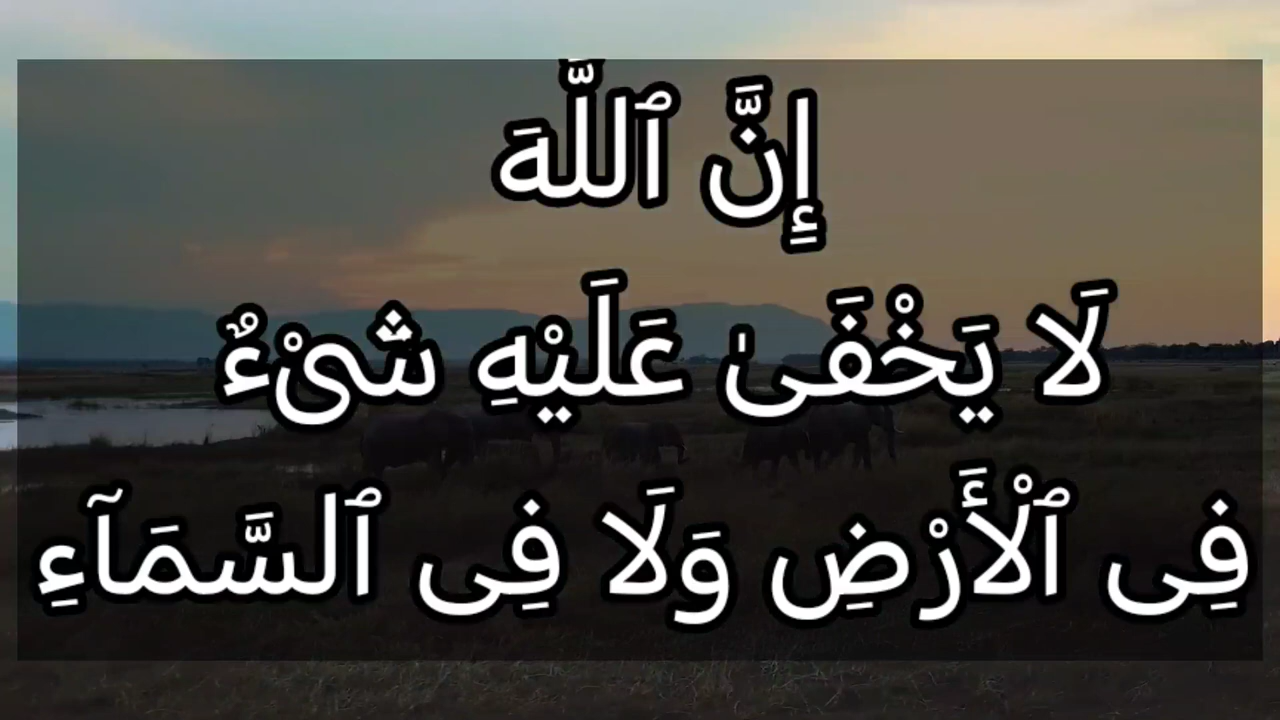 إِنَّ ٱللَّهَ
لَا يَخْفَىٰ عَلَيْهِ شَىْءٌ
فِى ٱلْأَرْضِ وَلَا فِى ٱلسَّمَآءِ